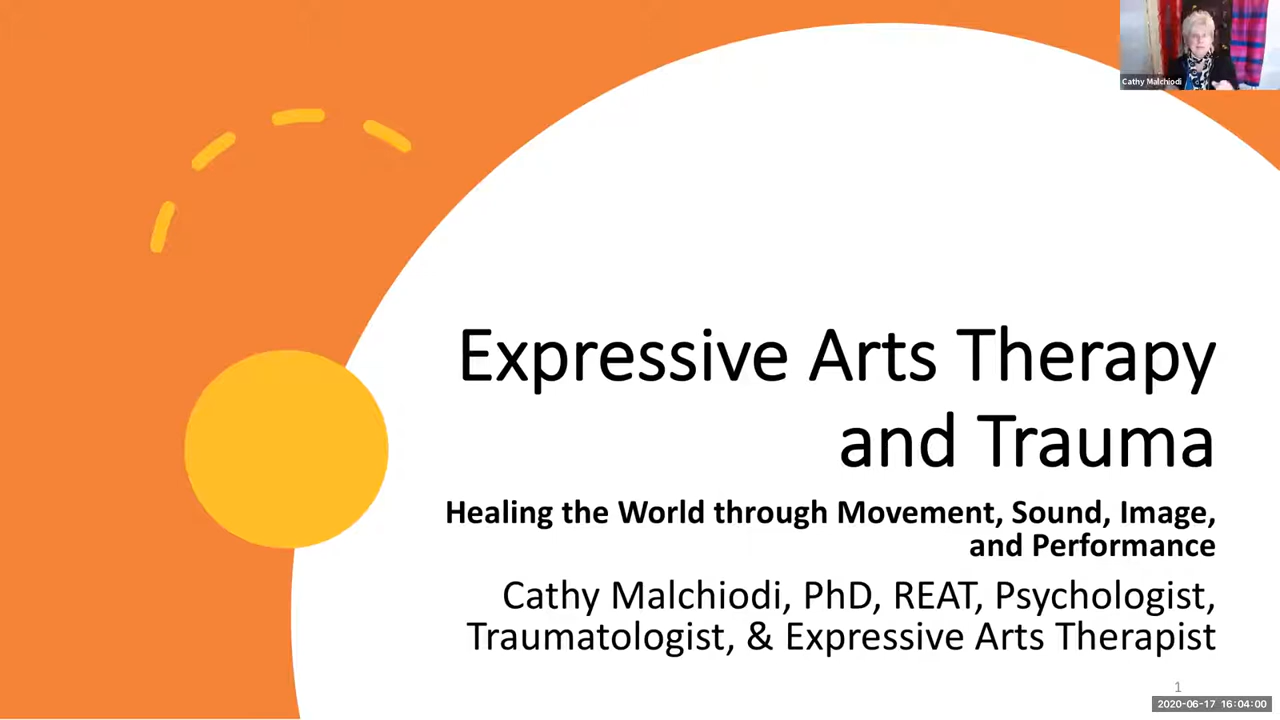 Cathy Malchiodi
Expressive Arts Therapy
and Trauma
Healing the World through Movement, Sound, Image,
and Performance
Cathy Malchiodi, PhD, REAT, Psychologist,
Traumatologist, & Expressive Arts Therapist
1
2020-06-17 16:04:00